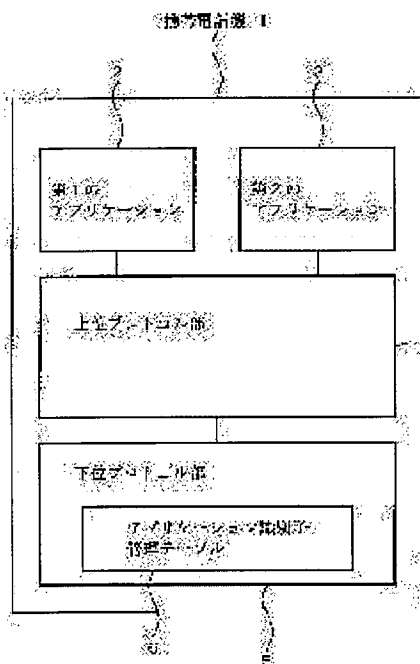 携帯電話機 1
第1の
アプリケーション
第2の
アプリケーション
上位プロトコル部
下位プロトコル部
アプリケーション識別子
管理テーブル